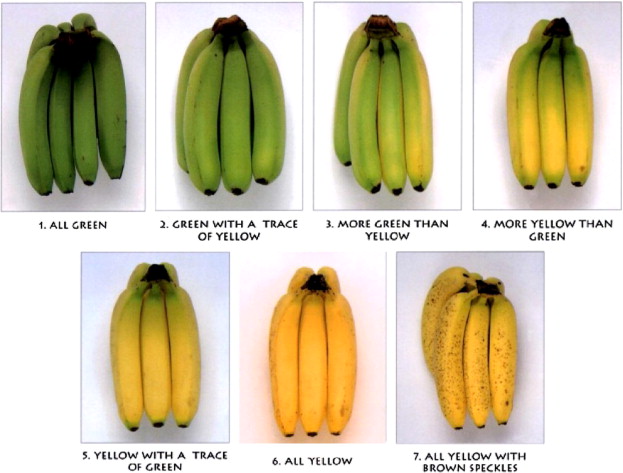 1. ALL GREEN
2. GREEN WITH A TRACE
OF YELLOW
3. MORE GREEN THAN
YELLOW
4. MORE YELLOW THAN
GREEN
5. YELLOW WITH A TRACE
OF GREEN
6. ALL YELLOW
7. ALL YELLOW WITH
BROWN SPECKLES